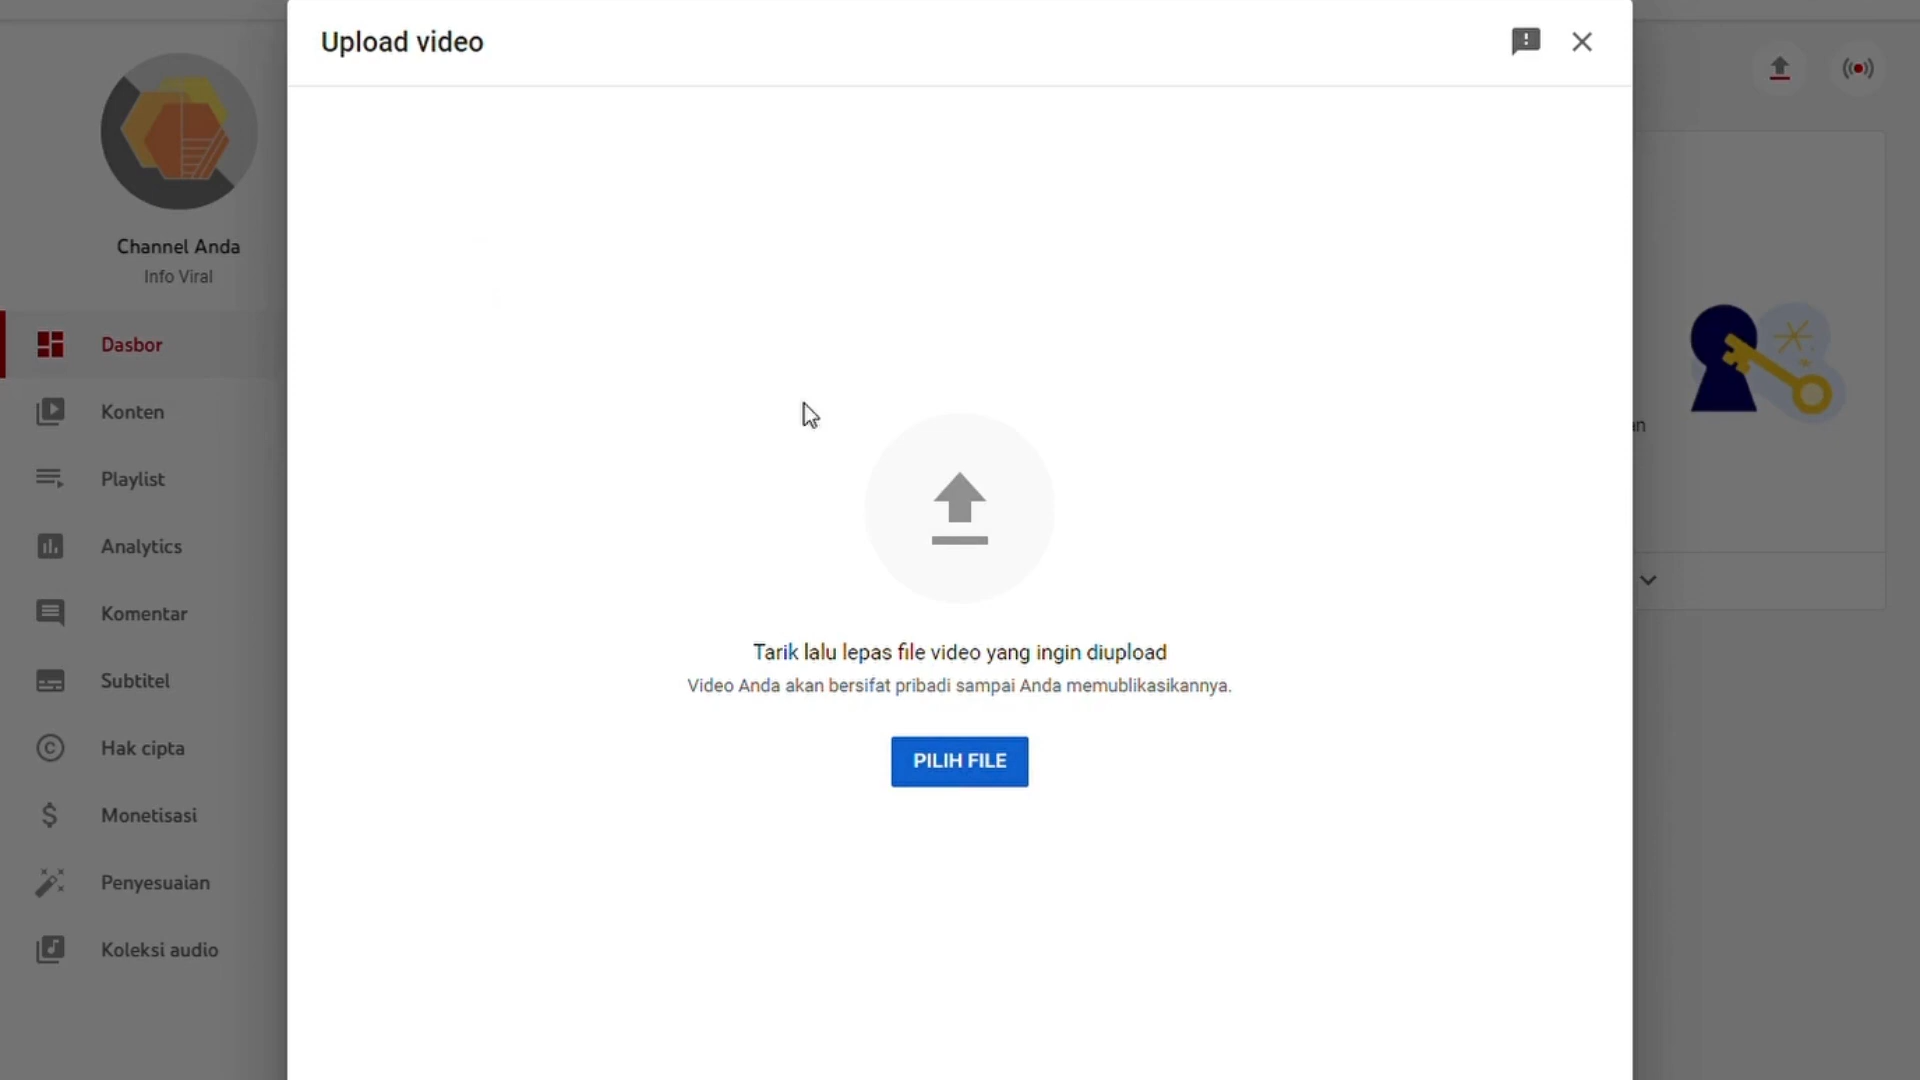 Upload video
Channel Anda
Info Viral
Dasbor
Konten
Playlist
Analytics
Komentar
Subtitel
Hak cipta
Monetisasi
Penyesuaian
Koleksi audio
Tarik lalu lepas file video yang ingin diupload
Video Anda akan bersifat pribadi sampai Anda memublikasikannya.
PILIH FILE